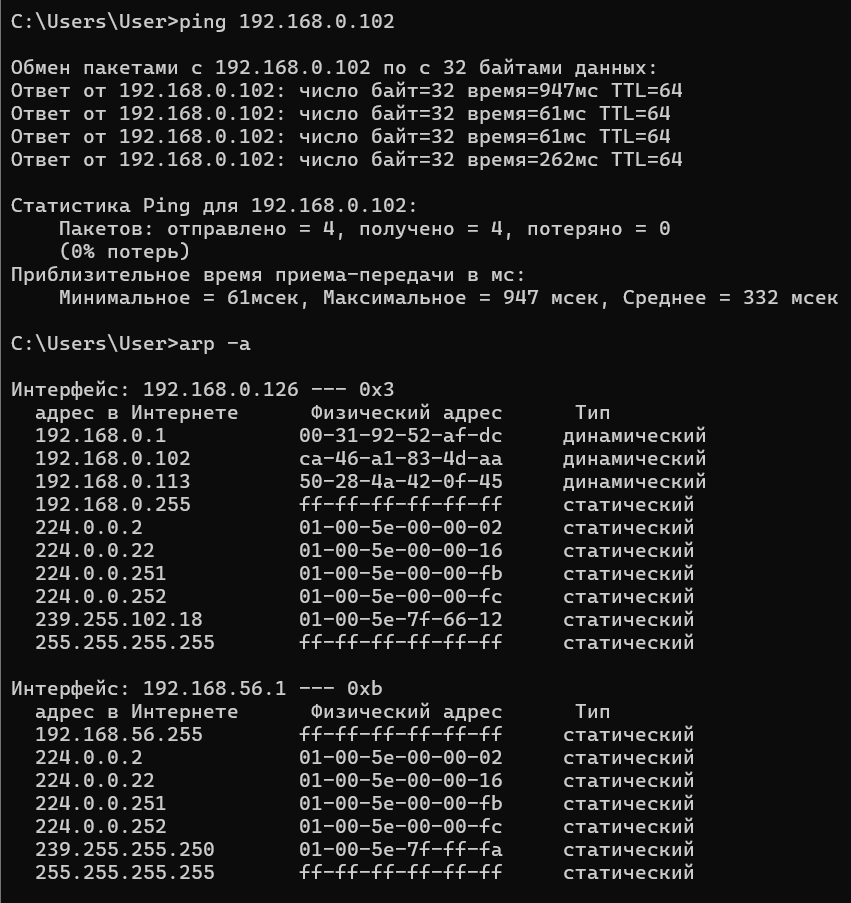 C:\Users\User>ping 192.168.0.102

Обмен пакетами с 192.168.0.102 по с 32 байтами данных:
Ответ от 192.168.0.102: число байт=32 время=947мс TTL=64
Ответ от 192.168.0.102: число байт=32 время=61мс TTL=64
Ответ от 192.168.0.102: число байт=32 время=61мс TTL=64
Ответ от 192.168.0.102: число байт=32 время=262мс TTL=64

Статистика Ping для 192.168.0.102:
    Пакетов: отправлено = 4, получено = 4, потеряно = 0
    (0% потерь)
Приблизительное время приема-передачи в мс:
    Минимальное = 61мсек, Максимальное = 947 мсек, Среднее = 332 мсек

C:\Users\User>arp -a

Интерфейс: 192.168.0.126 --- 0x3
  адрес в Интернете      Физический адрес      Тип
  192.168.0.1           00-31-92-52-af-dc     динамический
  192.168.0.102         ca-46-a1-83-4d-aa     динамический
  192.168.0.113         50-28-4a-42-0f-45     динамический
  192.168.0.255         ff-ff-ff-ff-ff-ff     статический
  224.0.0.2             01-00-5e-00-00-02     статический
  224.0.0.22            01-00-5e-00-00-16     статический
  224.0.0.251           01-00-5e-00-00-fb     статический
  224.0.0.252           01-00-5e-00-00-fc     статический
  239.255.102.18        01-00-5e-7f-66-12     статический
  255.255.255.255       ff-ff-ff-ff-ff-ff     статический

Интерфейс: 192.168.56.1 --- 0xb
  адрес в Интернете      Физический адрес      Тип
  192.168.56.255        ff-ff-ff-ff-ff-ff     статический
  224.0.0.2             01-00-5e-00-00-02     статический
  224.0.0.22            01-00-5e-00-00-16     статический
  224.0.0.251           01-00-5e-00-00-fb     статический
  224.0.0.252           01-00-5e-00-00-fc     статический
  239.255.255.250       01-00-5e-7f-ff-fa     статический
  255.255.255.255       ff-ff-ff-ff-ff-ff     статический